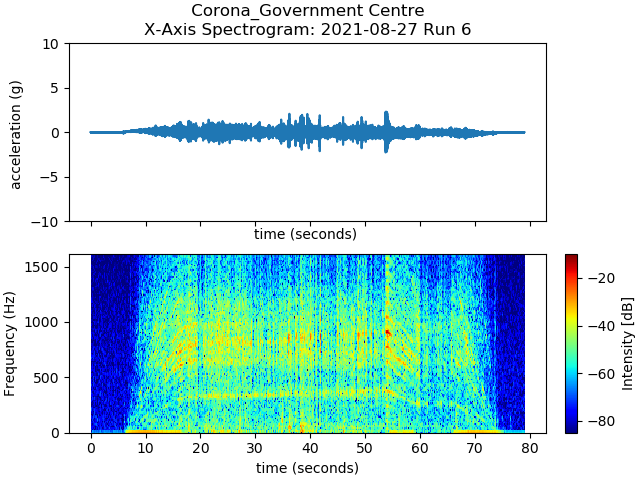 Corona_Government Centre
X-Axis Spectrogram: 2021-08-27 Run 6
10
5
0
−5
−10
acceleration (g)
time (seconds)
1500
1000
500
0
Frequency (Hz)
0 10 20 30 40 50 60 70 80
time (seconds)
−20
−40
−60
−80
Intensity [dB]